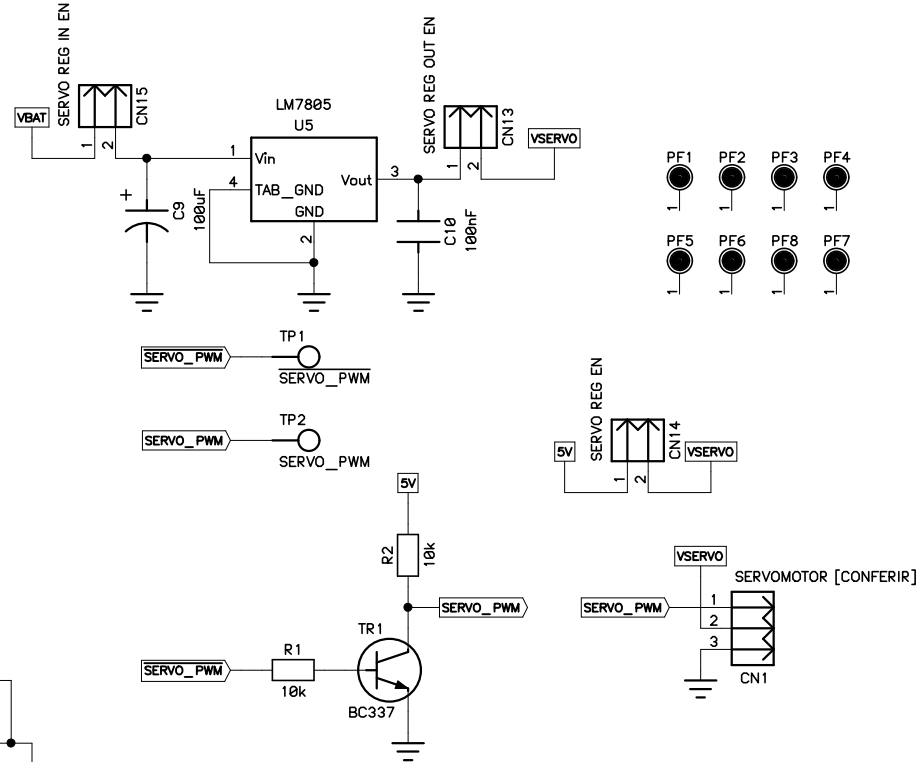 SERVO REG IN EN
CN15
VBAT
1
2
LM7805
U5
1
Vin
4
TAB_GND
GND
2
Vout
3
+
C9
100uF
SERVO REG OUT EN
CN13
VSERVO
1
2
C10
100nF
PF1
PF2
PF3
PF4
1
1
1
1
PF5
PF6
PF8
PF7
1
1
1
1
SERVO_PWM
TP1
SERVO_PWM
SERVO_PWM
TP2
SERVO_PWM
SERVO REG EN
CN14
5V
VSERVO
1
2
5V
R2
10k
SERVO_PWM
TR1
BC337
SERVO_PWM
R1
10k
VSERVO
SERVOMOTOR [CONFERIR]
SERVO_PWM
1
2
3
CN1